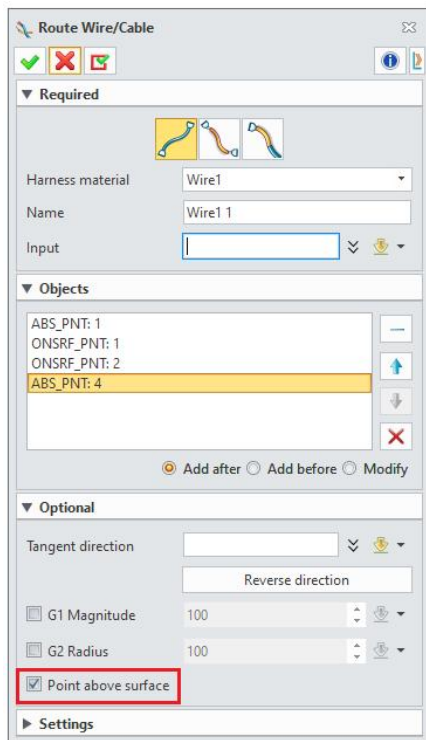 Route Wire/Cable
Required
Harness material Wire1
Name Wire1 1
Input
Objects
ABS_PNT: 1
ONSRF_PNT: 1
ONSRF_PNT: 2
ABS_PNT: 4
Add after Add before Modify
Optional
Tangent direction
Reverse direction
G1 Magnitude 100
G2 Radius 100
Point above surface
Settings